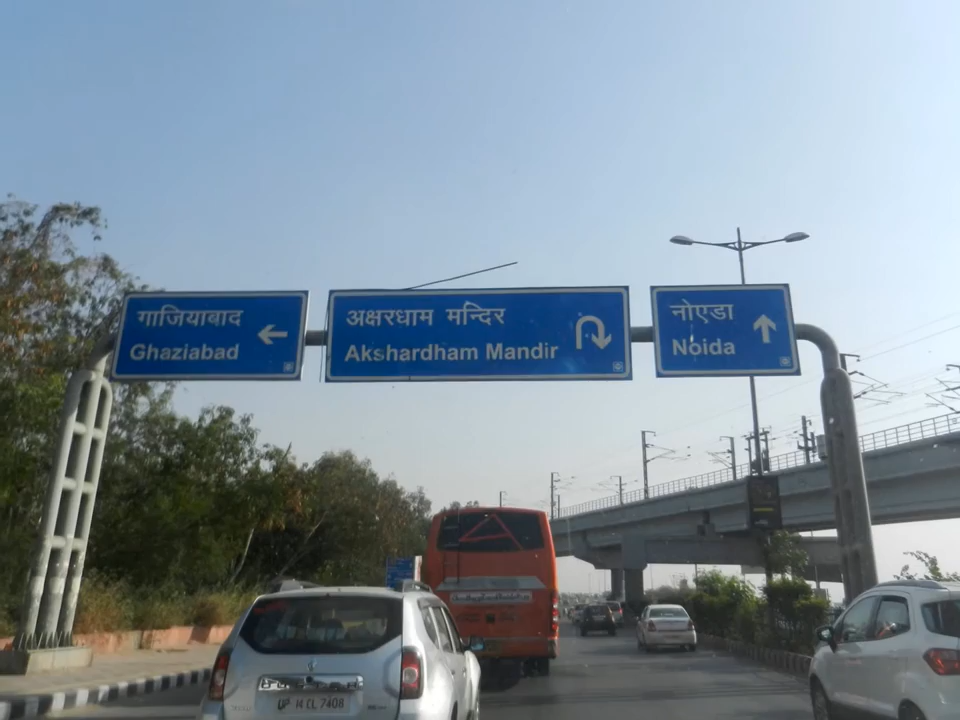 गाजियाबाद
Ghaziabad
अक्षरधाम मन्दिर
Akshardham Mandir
नोएडा
Noida
UP 14 CL 7408